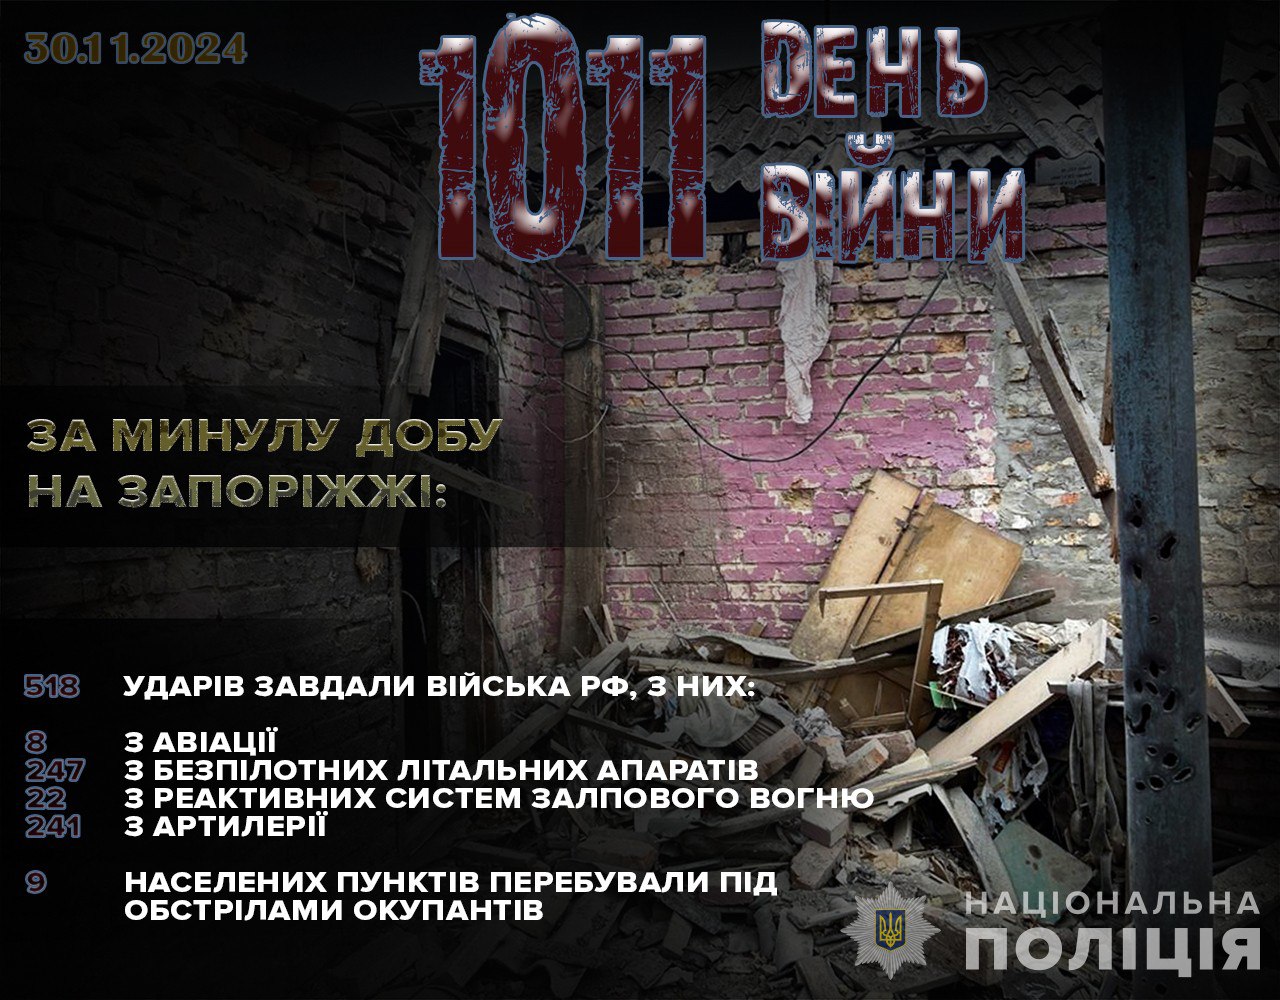 30.11.2024
1011 ДЕНЬ
ВІЙНИ
ЗА МИНУЛУ ДОБУ
НА ЗАПОРІЖЖІ:
518 УДАРІВ ЗАВДАЛИ ВІЙСЬКА РФ, З НИХ:
8 З АВІАЦІЇ
247 З БЕЗПІЛОТНИХ ЛІТАЛЬНИХ АПАРАТІВ
22 З РЕАКТИВНИХ СИСТЕМ ЗАЛПОВОГО ВОГНЮ
241 З АРТИЛЕРІЇ
9 НАСЕЛЕНИХ ПУНКТІВ ПЕРЕБУВАЛИ ПІД
ОБСТРІЛАМИ ОКУПАНТІВ
НАЦІОНАЛЬНА
ПОЛІЦІЯ